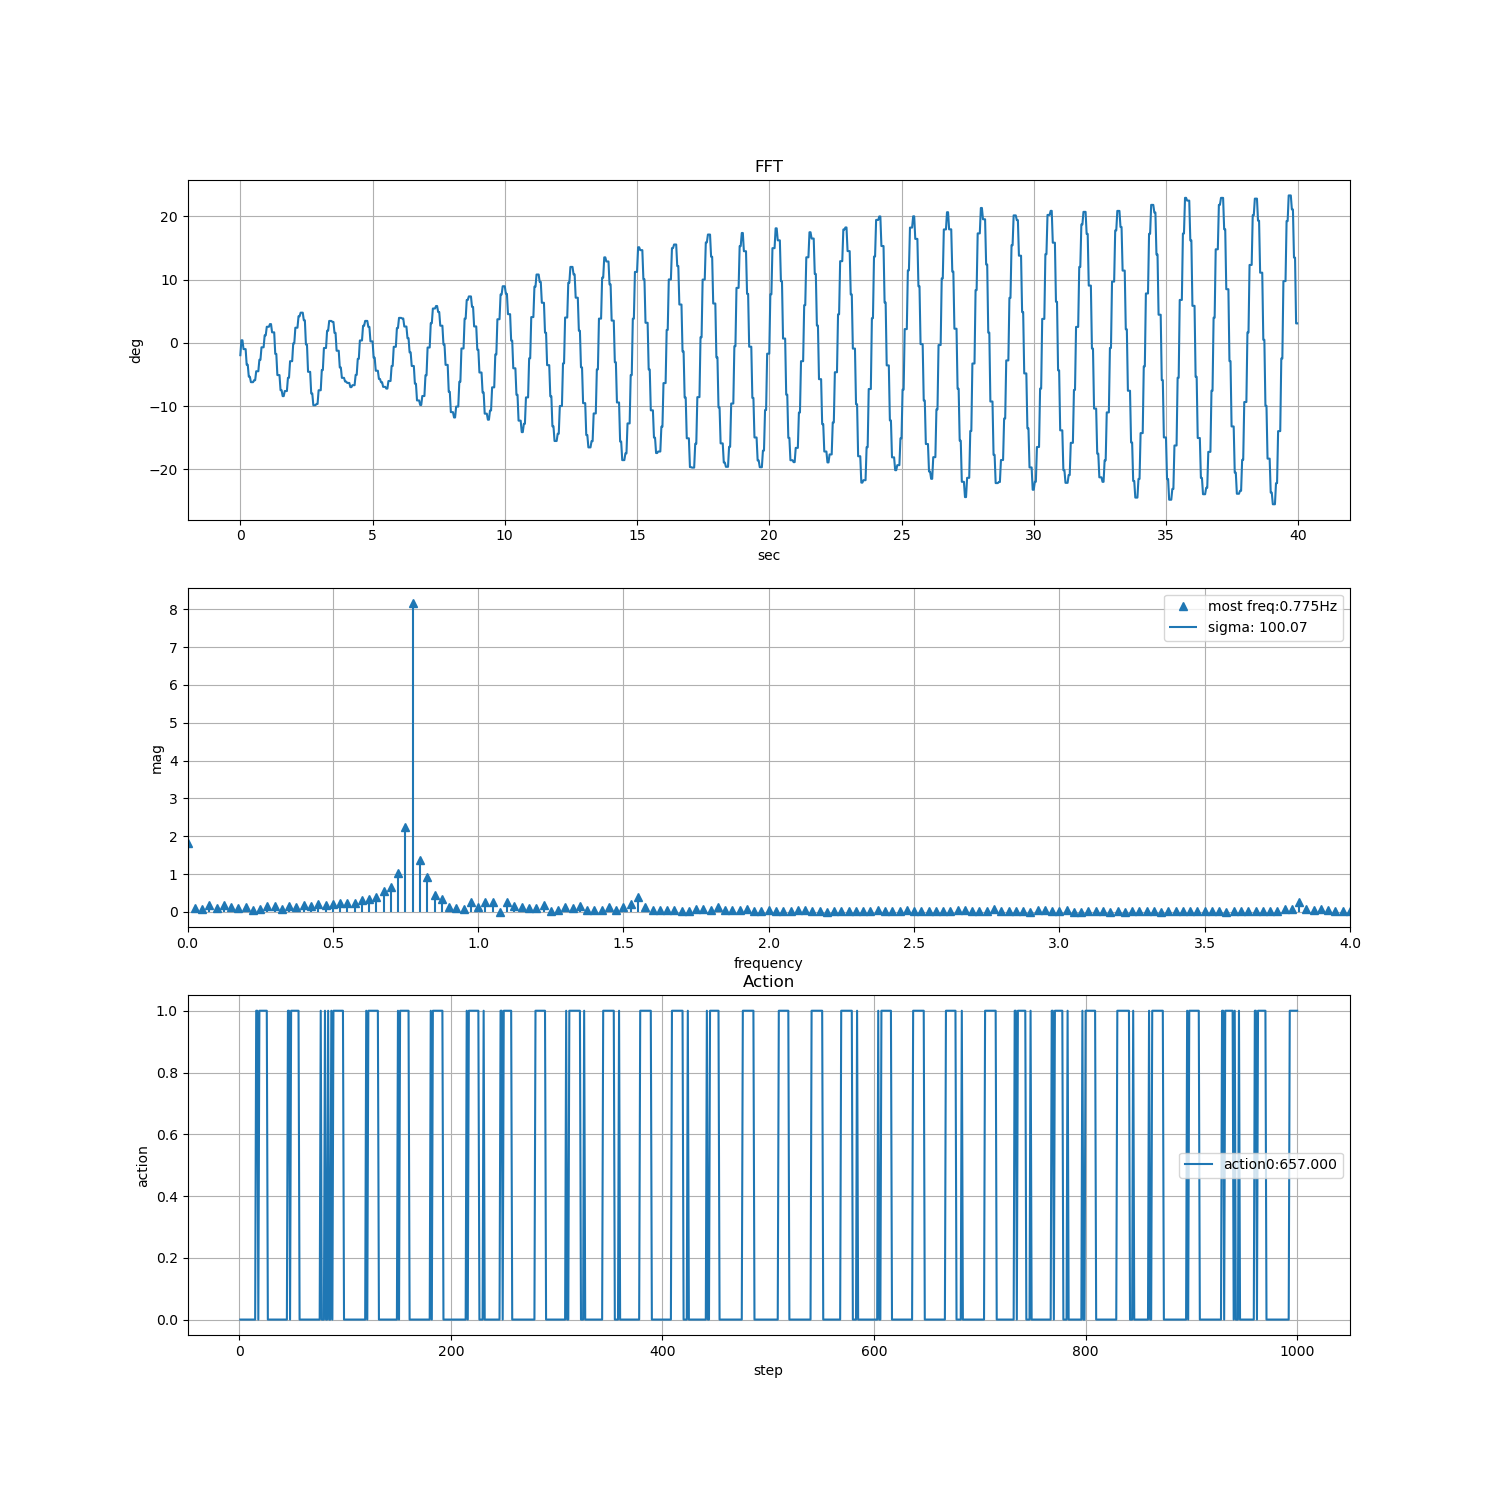 FFT
20
10
0
−10
−20
deg
0 5 10 15 20 25 30 35 40
sec
8
7
6
5
4
3
2
1
0
mag
most freq:0.775Hz
sigma: 100.07
0.0 0.5 1.0 1.5 2.0 2.5 3.0 3.5 4.0
frequency
Action
1.0
0.8
0.6
0.4
0.2
0.0
action
action0:657.000
0 200 400 600 800 1000
step